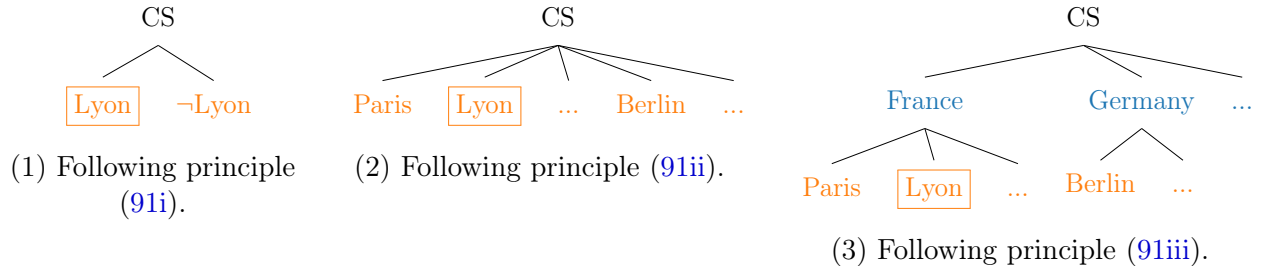 CS
Lyon ¬Lyon
(1) Following principle
(91i).
CS
Paris Lyon ... Berlin ...
(2) Following principle (91ii).
CS
France Germany ...
Paris Lyon ... Berlin ...
(3) Following principle (91iii).